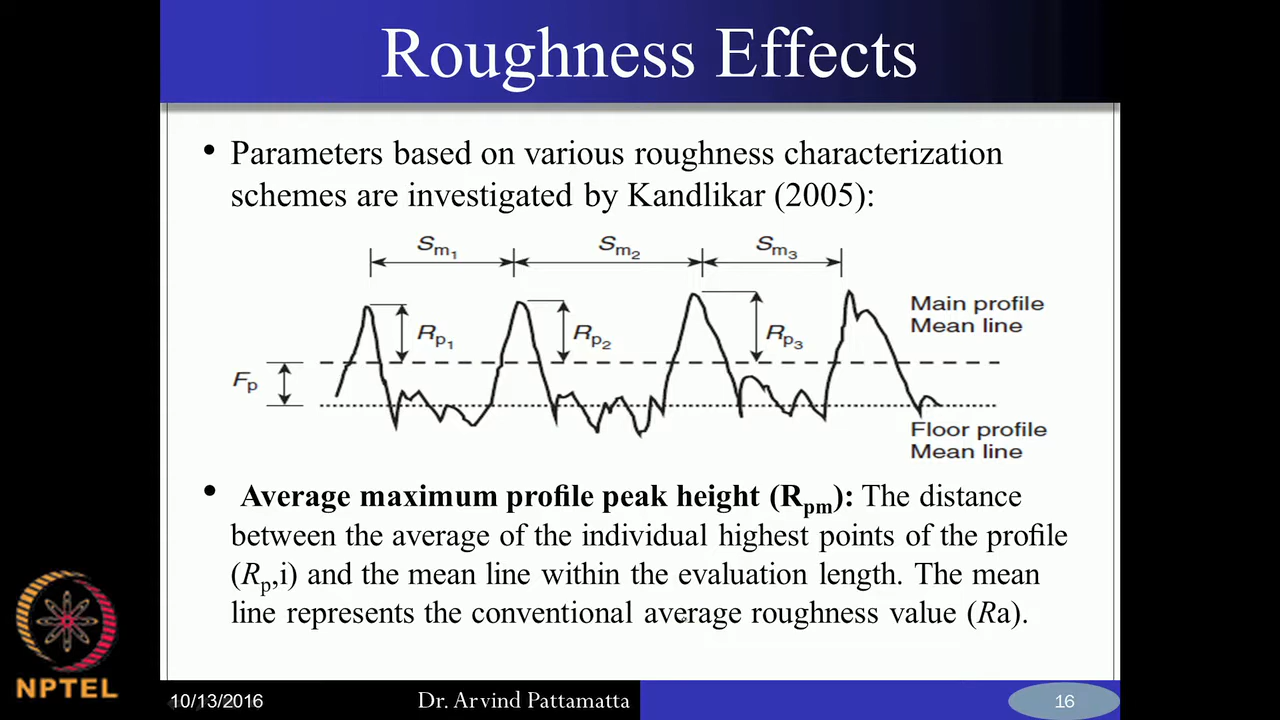 Roughness Effects
• Parameters based on various roughness characterization
schemes are investigated by Kandlikar (2005):
Sm1 Sm2 Sm3
Rp1 Rp2 Rp3
Main profile
Mean line
Fp
Floor profile
Mean line
• Average maximum profile peak height (Rpm): The distance
between the average of the individual highest points of the profile
(Rp,i) and the mean line within the evaluation length. The mean
line represents the conventional average roughness value (Ra).
NPTEL
10/13/2016 Dr. Arvind Pattamatta 16